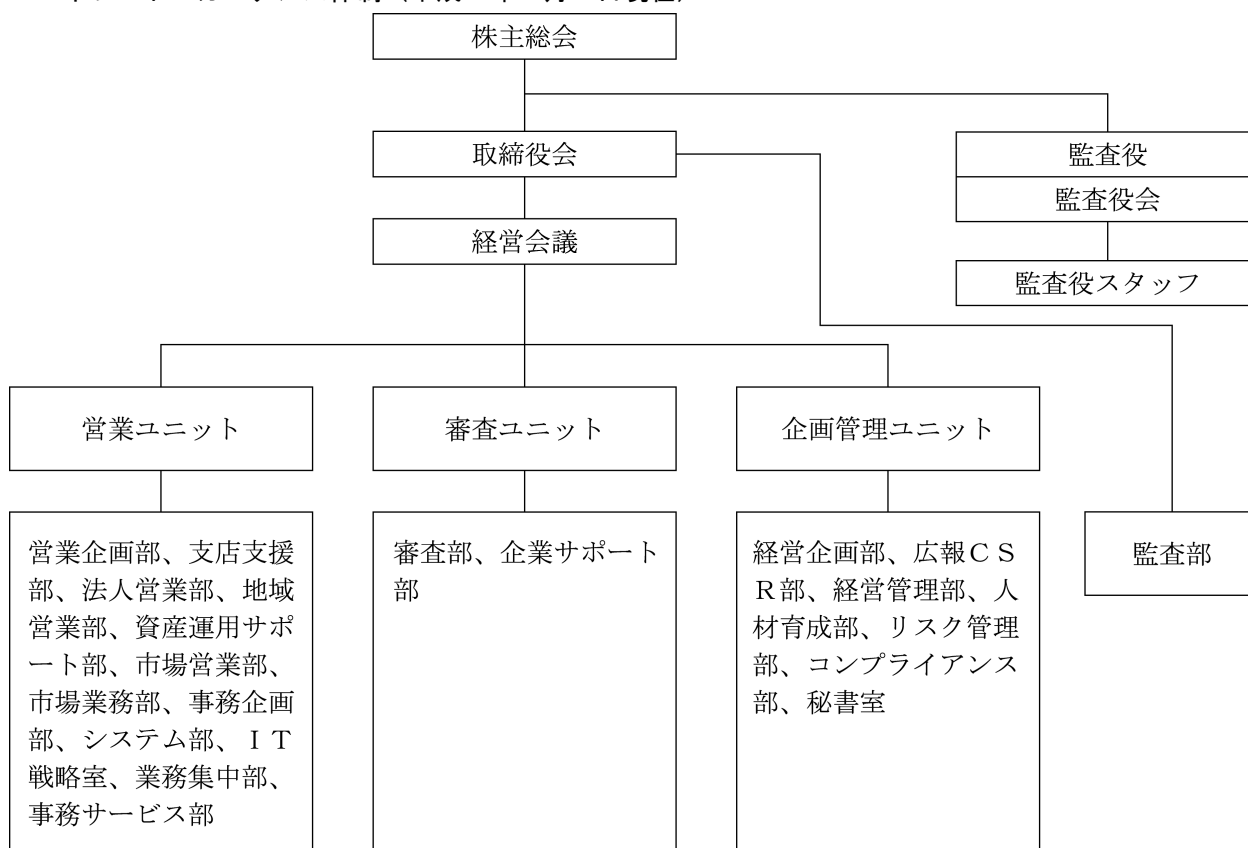 株主総会
取締役会
監査役
監査役会
経営会議
監査役スタッフ
営業ユニット
審査ユニット
企画管理ユニット
営業企画部、支店支援
部、法人営業部、地域
営業部、資産運用サポ
ート部、市場営業部、
市場業務部、事務企画
部、システム部、ＩＴ
戦略室、業務集中部、
事務サービス部
審査部、企業サポート
部
経営企画部、広報ＣＳ
Ｒ部、経営管理部、人
材育成部、リスク管理
部、コンプライアンス
部、秘書室
監査部